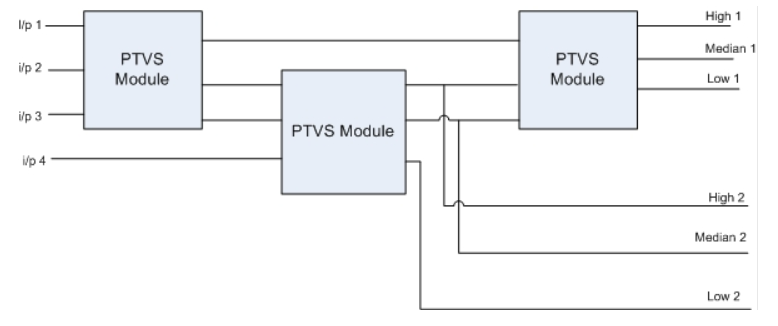 I/p 1
i/p 2
i/p 3
i/p 4
PTVS
Module
PTVS Module
PTVS
Module
High 1
Median 1
Low 1
High 2
Median 2
Low 2